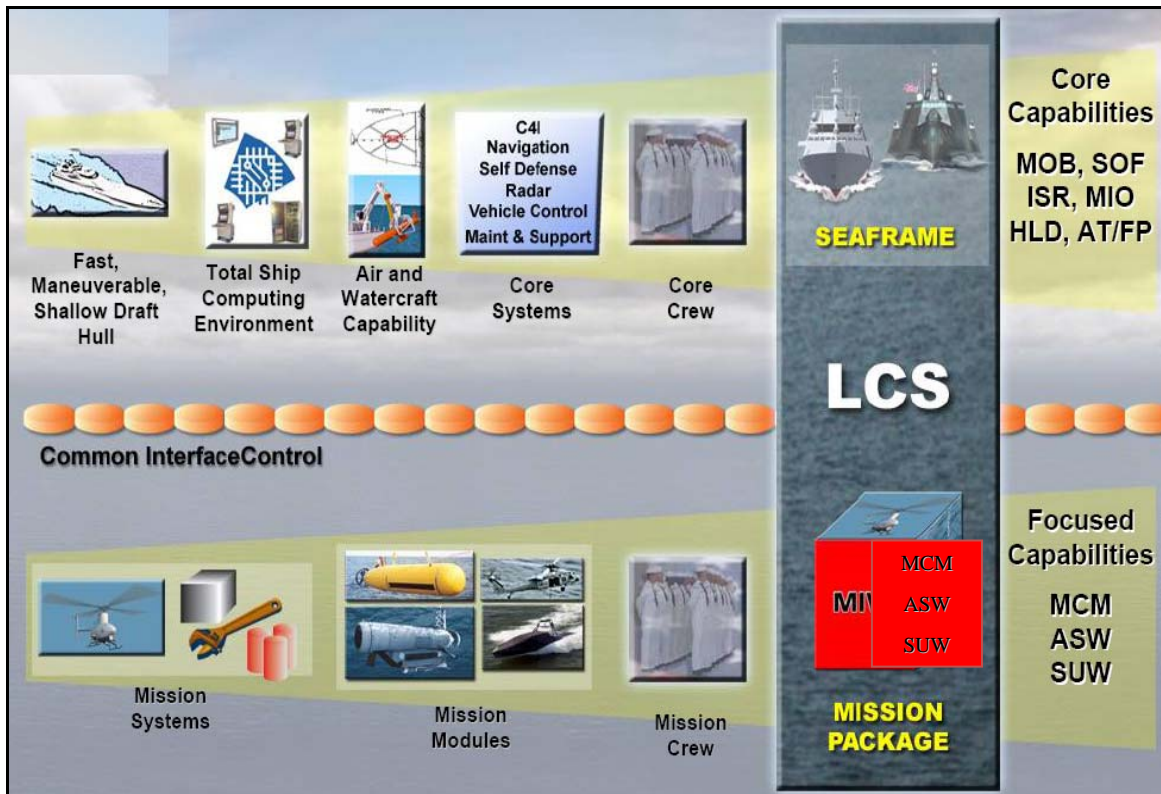 Fast,
Maneuverable,
Shallow Draft
Hull
Total Ship
Computing
Environment
Air and
Watercraft
Capability
C4I
Navigation
Self Defense
Radar
Vehicle Control
Maint & Support
Core
Systems
Core
Crew
SEAFRAME
Core
Capabilities
MOB, SOF
ISR, MIO
HLD, AT/FP
LCS
Common InterfaceControl
Mission
Systems
Mission
Modules
Mission
Crew
MCM
ASW
SUW
MISSION
PACKAGE
Focused
Capabilities
MCM
ASW
SUW